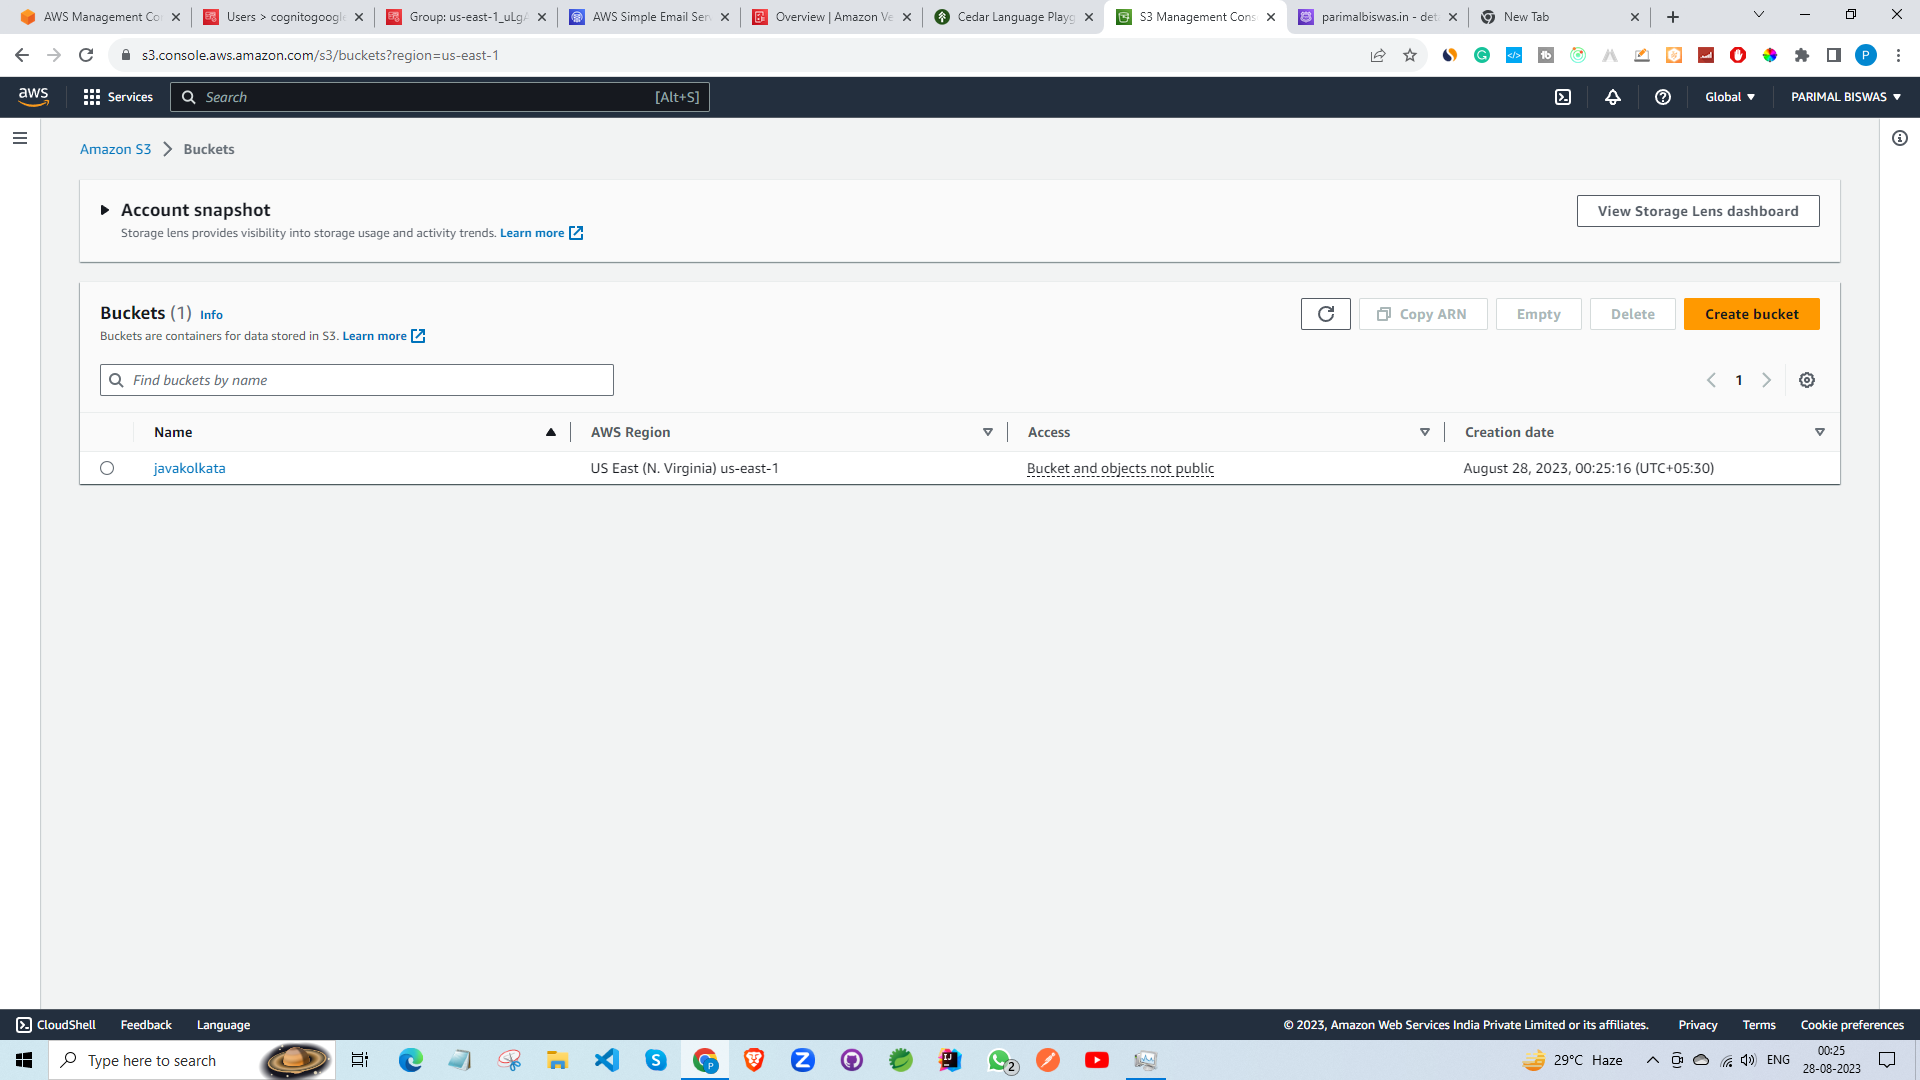 AWS Management Con
Users > cognitogoogle
Group: us-east-1_uLgA
AWS Simple Email Serv
Overview | Amazon Ve
Cedar Language Playg
S3 Management Cons
parimalbiswas.in - deta
New Tab
s3.console.aws.amazon.com/s3/buckets?region=us-east-1
P
aws
Services
Search
[Alt+S]
Global
PARIMAL BISWAS
Amazon S3
Buckets
Account snapshot
Storage lens provides visibility into storage usage and activity trends. Learn more
View Storage Lens dashboard
Buckets (1) Info
Buckets are containers for data stored in S3. Learn more
Copy ARN
Empty
Delete
Create bucket
Find buckets by name
1
Name
AWS Region
Access
Creation date
javakolkata
US East (N. Virginia) us-east-1
Bucket and objects not public
August 28, 2023, 00:25:16 (UTC+05:30)
CloudShell
Feedback
Language
© 2023, Amazon Web Services India Private Limited or its affiliates.
Privacy
Terms
Cookie preferences
Type here to search
2
29°C Haze
ENG
00:25
28-08-2023